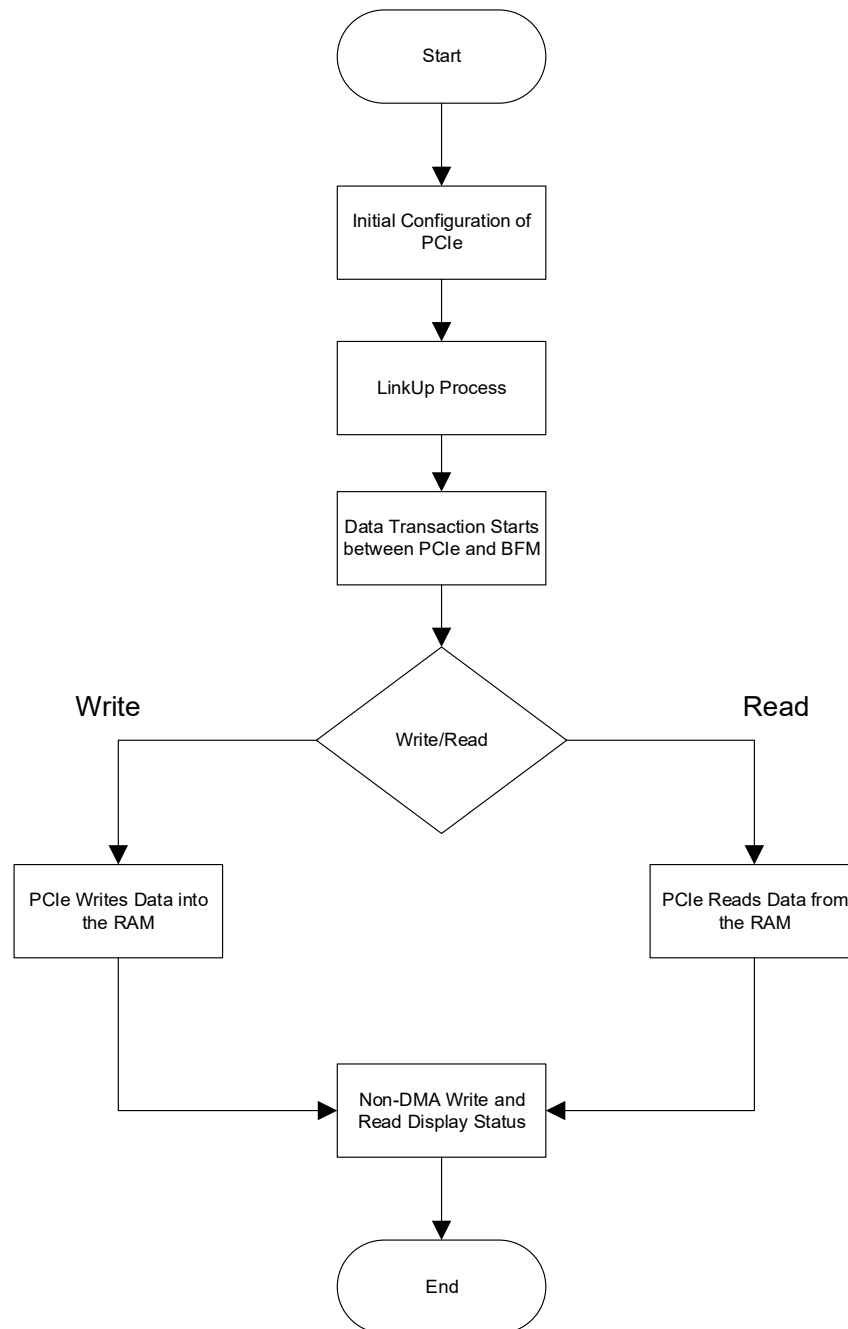 Start
Initial Configuration of
PCIe
LinkUp Process
Data Transaction Starts
between PCIe and BFM
Write
Read
Write/Read
PCIe Writes Data into
the RAM
PCIe Reads Data from
the RAM
Non-DMA Write and
Read Display Status
End